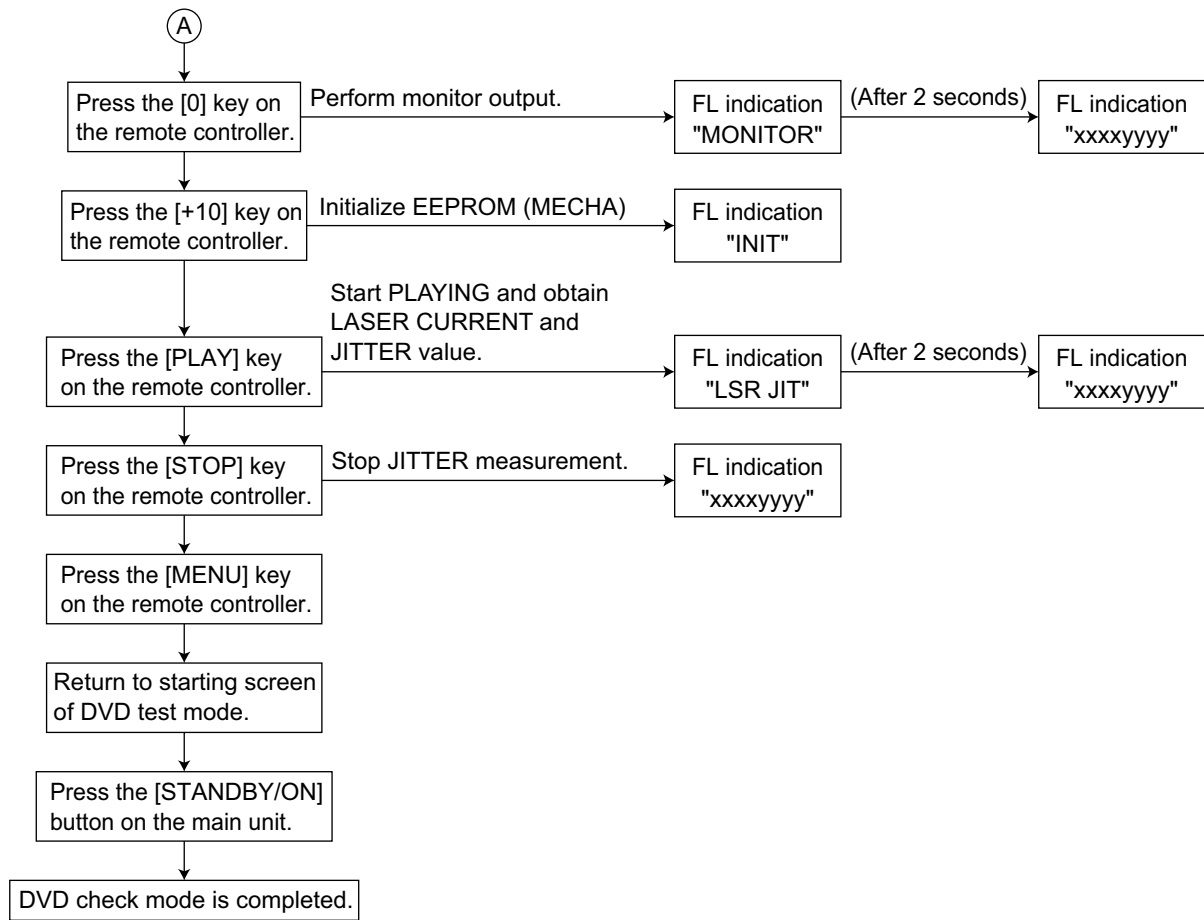 A
Press the [0] key on
the remote controller.
Perform monitor output.
FL indication
"MONITOR"
(After 2 seconds)
FL indication
"xxxxyyyy"
Press the [+10] key on
the remote controller.
Initialize EEPROM (MECHA)
FL indication
"INIT"
Start PLAYING and obtain
LASER CURRENT and
JITTER value.
Press the [PLAY] key
on the remote controller.
FL indication
"LSR JIT"
(After 2 seconds)
FL indication
"xxxxyyyy"
Press the [STOP] key
on the remote controller.
Stop JITTER measurement.
FL indication
"xxxxyyyy"
Press the [MENU] key
on the remote controller.
Return to starting screen
of DVD test mode.
Press the [STANDBY/ON]
button on the main unit.
DVD check mode is completed.